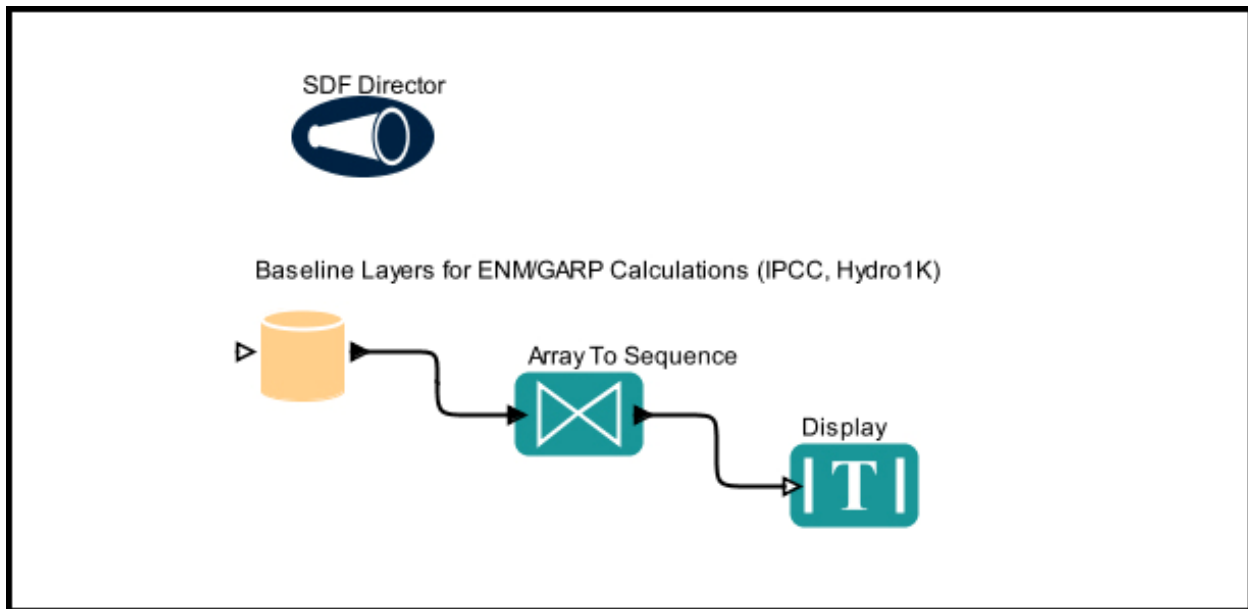 SDF Director
Baseline Layers for ENM/GARP Calculations (IPCC, Hydro1K)
Array To Sequence
Display
T